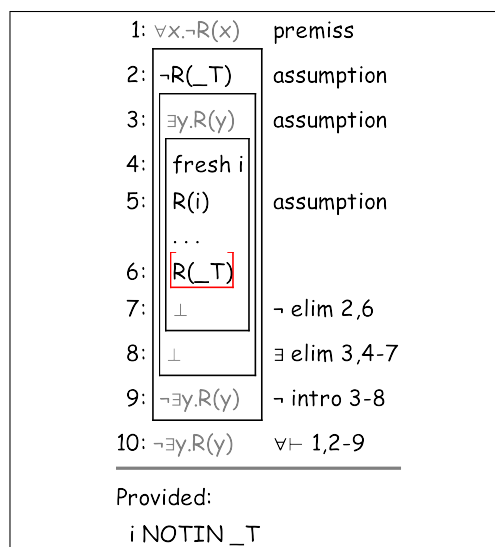 1: ∀x.¬R(x) premiss
2: ¬R(_T) assumption
3: ∃y.R(y) assumption
4: fresh i
5: R(i) assumption
...
6: R(_T)
7: ⊥ ¬ elim 2,6
8: ⊥ ∃ elim 3,4-7
9: ¬∃y.R(y) ¬ intro 3-8
10: ¬∃y.R(y) ∀⊢ 1,2-9
Provided:
i NOTIN _T